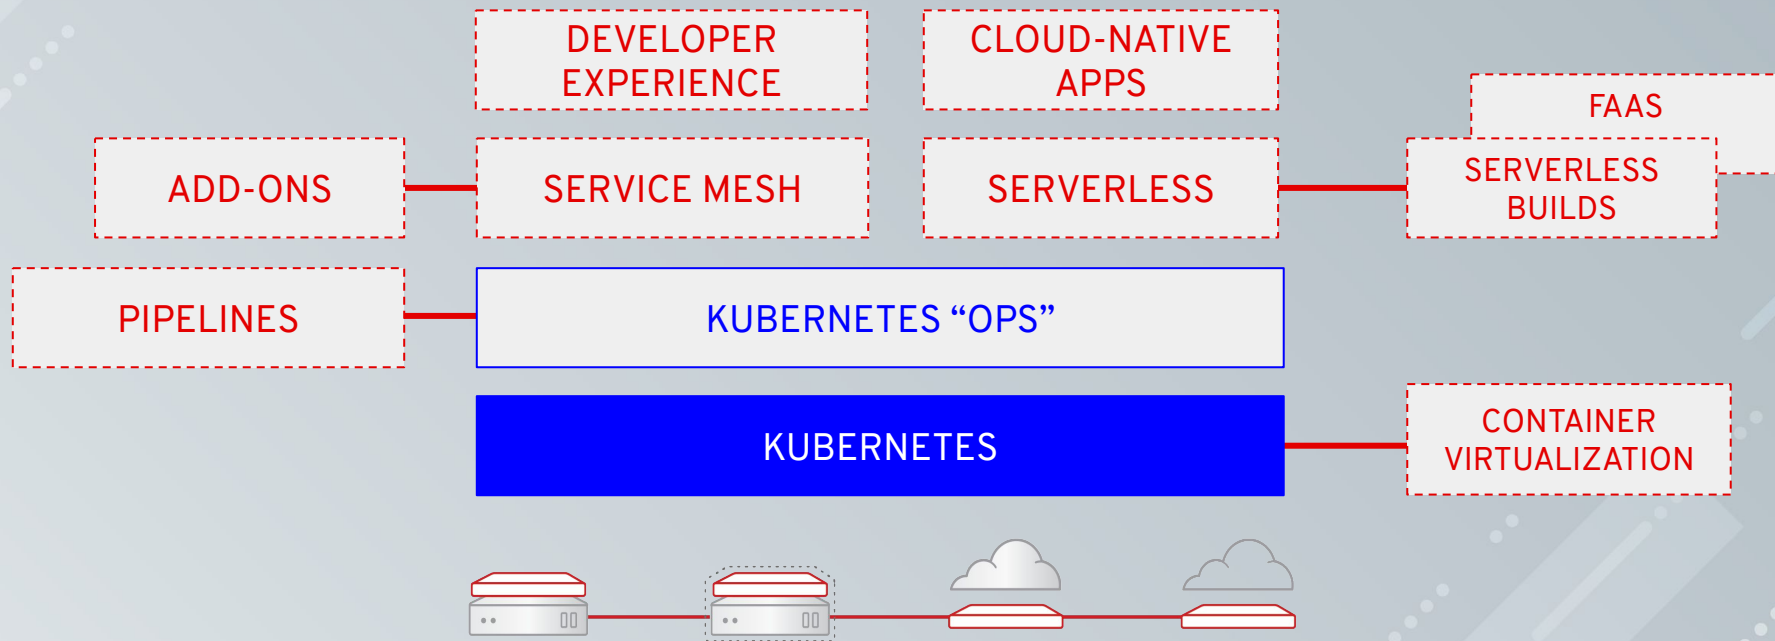 DEVELOPER
EXPERIENCE
CLOUD-NATIVE
APPS
FAAS
ADD-ONS
SERVICE MESH
SERVERLESS
SERVERLESS
BUILDS
PIPELINES
KUBERNETES “OPS”
KUBERNETES
CONTAINER
VIRTUALIZATION